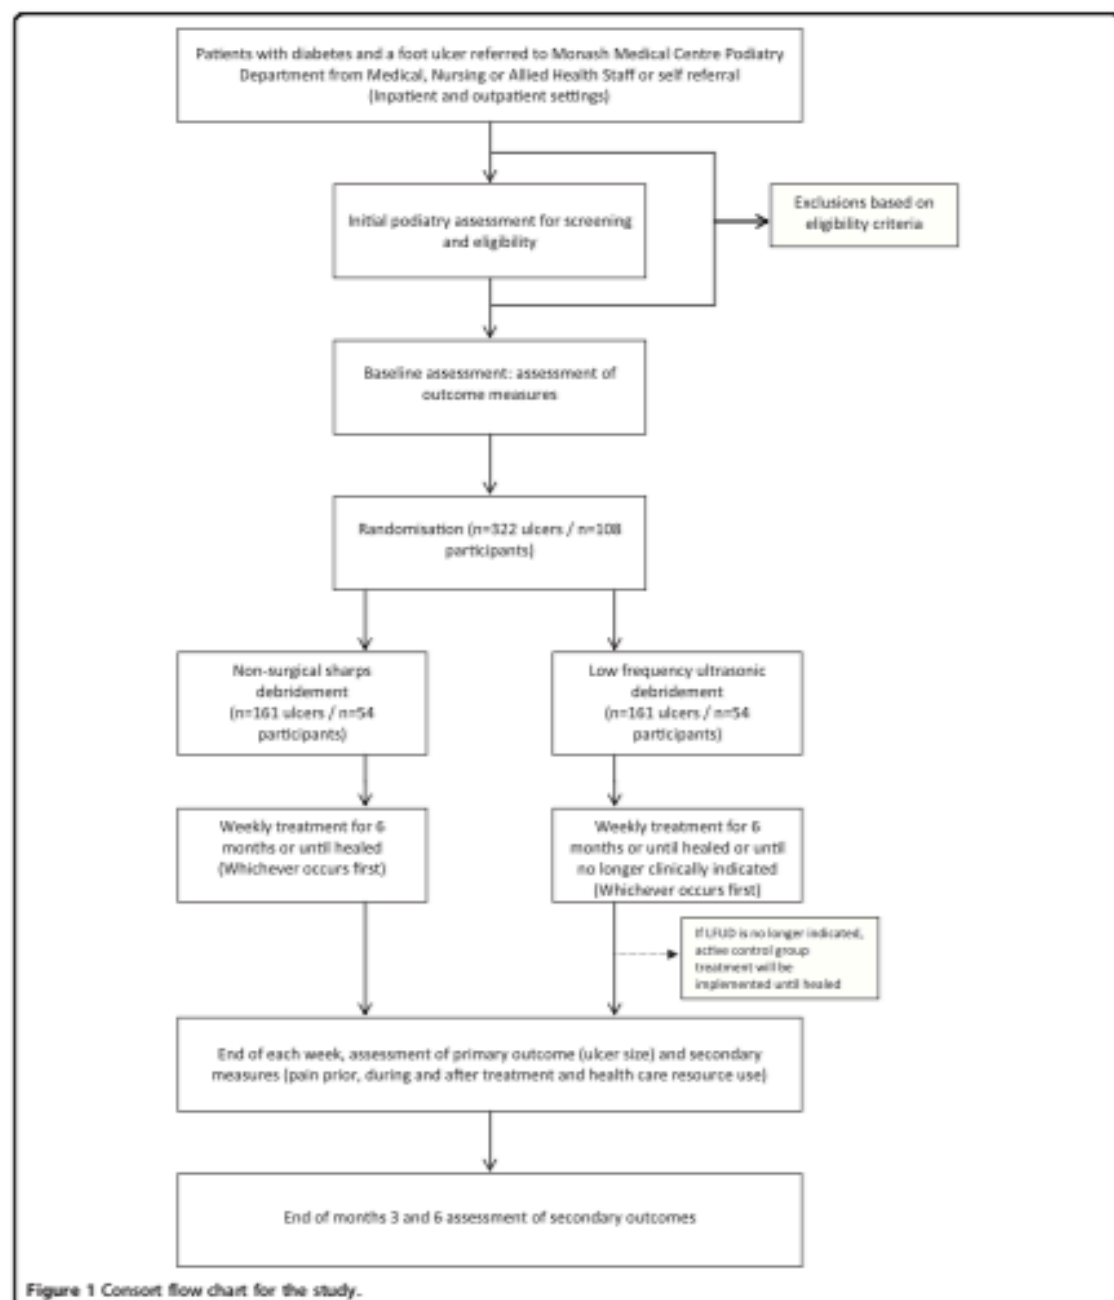 Patients with diabetes and a foot ulcer referred to Monash Medical Centre Podiatry
Department from Medical, Nursing or Allied Health Staff or self referral
(Inpatient and outpatient settings)
Initial podiatry assessment for screening
and eligibility
Exclusions based on
eligibility criteria
Baseline assessment: assessment of
outcome measures
Randomisation (n=322 ulcers / n=108
participants)
Non-surgical sharps
debridement
(n=161 ulcers / n=54
participants)
Low frequency ultrasonic
debridement
(n=161 ulcers / n=54
participants)
Weekly treatment for 6
months or until healed
(Whichever occurs first)
Weekly treatment for 6
months or until healed or until
no longer clinically indicated
(Whichever occurs first)
If LFUD is no longer indicated,
active control group
treatment will be
implemented until healed
End of each week, assessment of primary outcome (ulcer size) and secondary
measures (pain prior, during and after treatment and health care resource use)
End of months 3 and 6 assessment of secondary outcomes
Figure 1 Consort flow chart for the study.